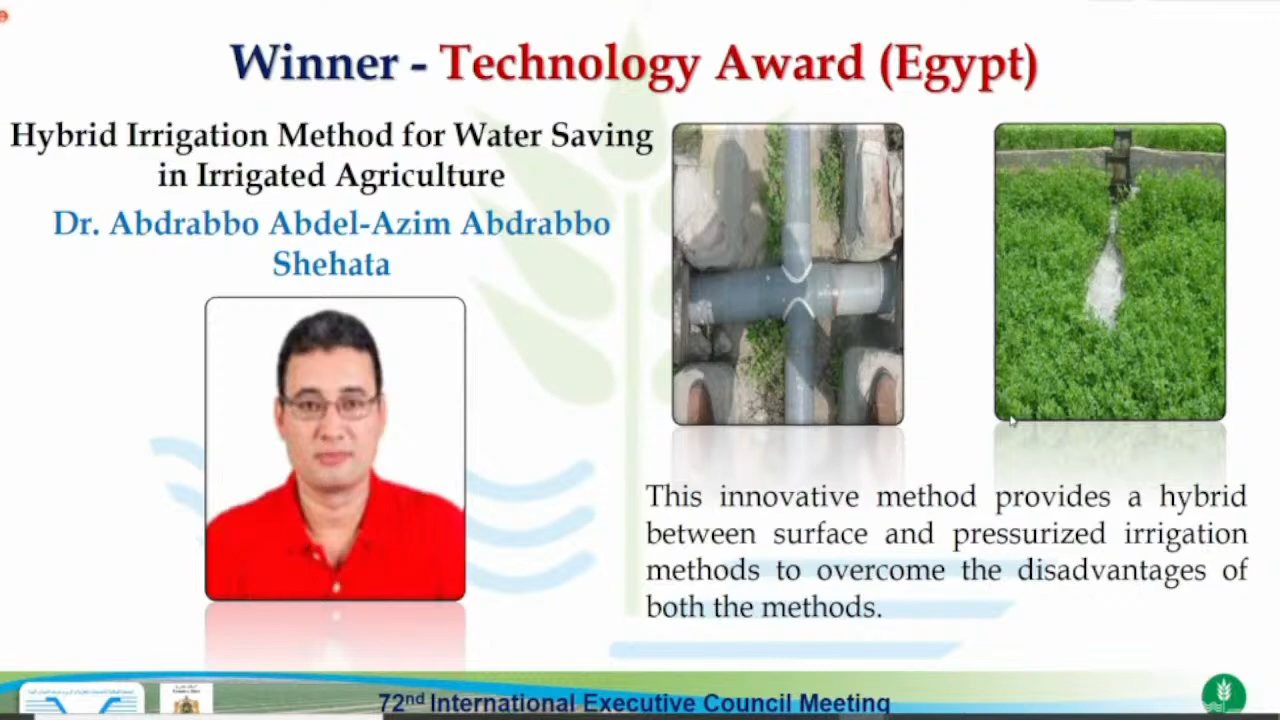 Winner - Technology Award (Egypt)
Hybrid Irrigation Method for Water Saving
in Irrigated Agriculture
Dr. Abdrabbo Abdel-Azim Abdrabbo
Shehata
This innovative method provides a hybrid
between surface and pressurized irrigation
methods to overcome the disadvantages of
both the methods.
72nd International Executive Council Meeting